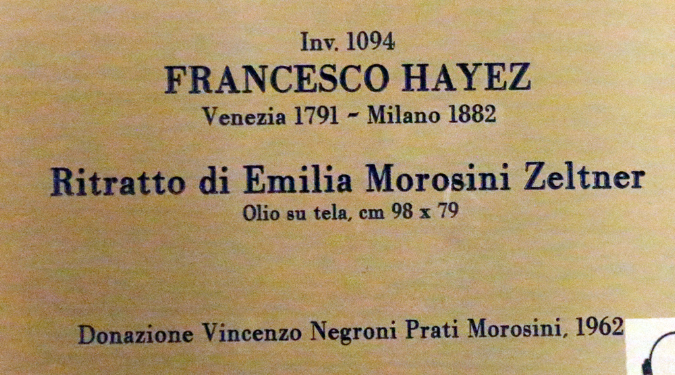 Inv. 1094
FRANCESCO HAYEZ
Venezia 1791 ~ Milano 1882
Ritratto di Emilia Morosini Zeltner
Olio su tela, cm 98 x 79
Donazione Vincenzo Negroni Prati Morosini, 1962